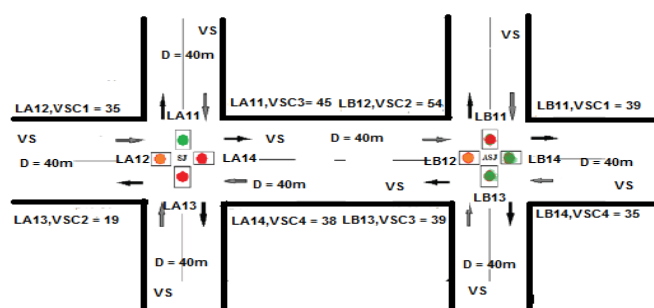 VS
VS
D = 40m
D = 40m
LA12,VSC1 = 35
LA11,VSC3= 45
LB12,VSC2= 54
LB11,VSC1 = 39
LA11
LB11
VS
VS
VS
D = 40m
VS
D = 40m
LA12
SJ
LA14
LB12
ASJ
LB14
D = 40m
D = 40m
VS
VS
LA13
LB13
LA13,VSC2 = 19
LA14,VSC4 = 38
LB13,VSC3 = 39
LB14,VSC4 = 35
D = 40m
D = 40m
VS
VS